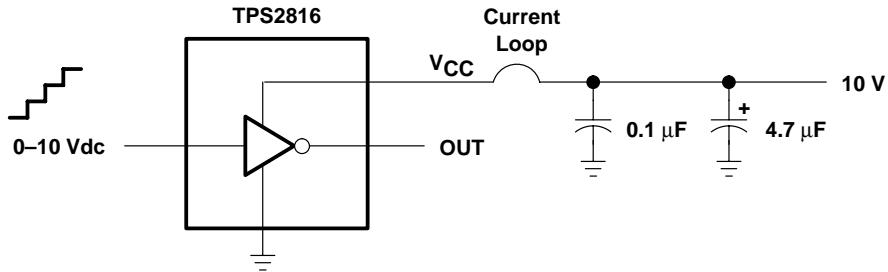 TPS2816
Current
Loop
VCC
10 V
0–10 Vdc
OUT
0.1 μF
+
4.7 μF